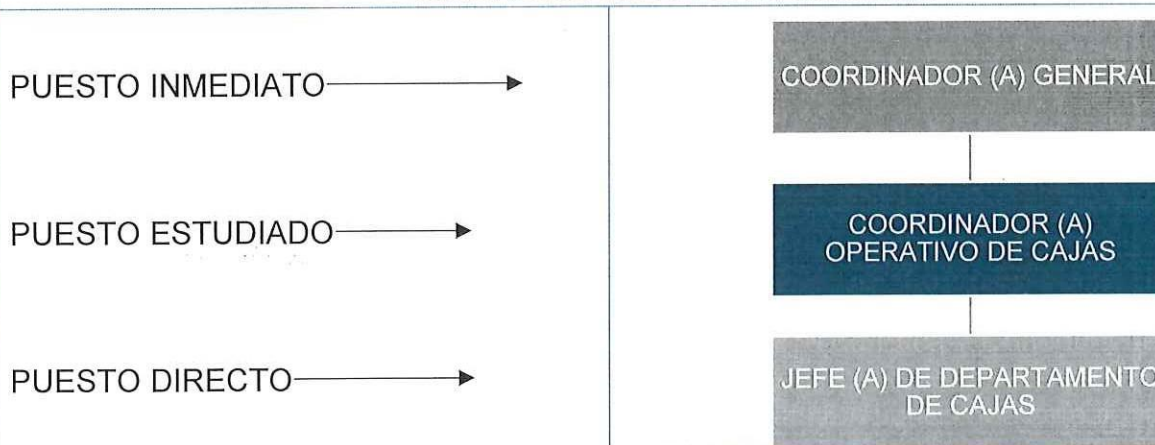 PUESTO INMEDIATO
COORDINADOR (A) GENERAL
PUESTO ESTUDIADO
COORDINADOR (A)
OPERATIVO DE CAJAS
PUESTO DIRECTO
JEFE (A) DE DEPARTAMENTO
DE CAJAS